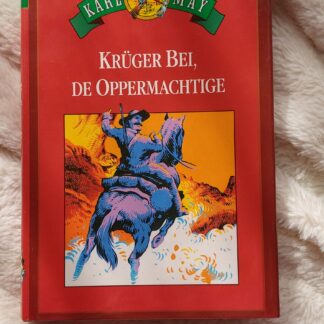 KARL MAY
KRÜGER BEI,
DE OPPERMACHTIGE